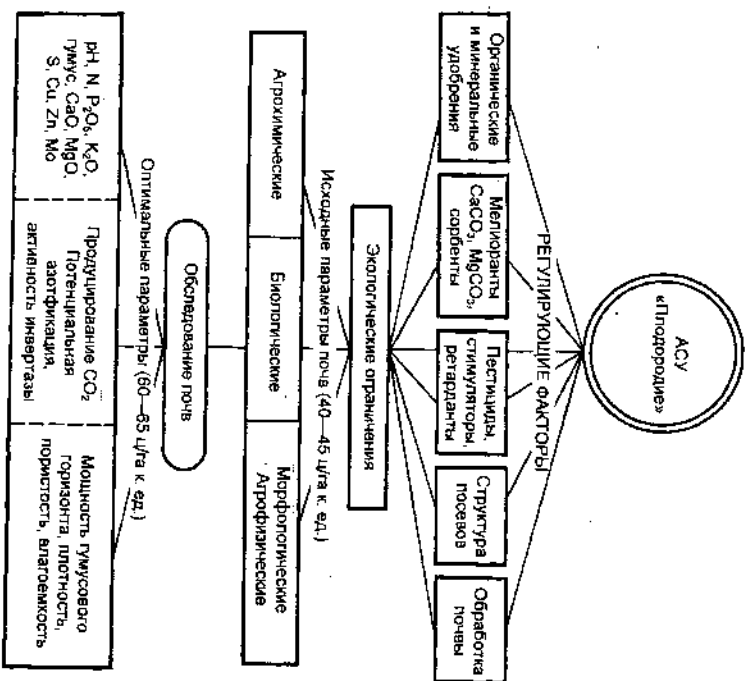 АСУ
«Плодородие»
РЕГУЛИРУЮЩИЕ ФАКТОРЫ
Органические
и минеральные
удобрения
Мелиоранты
CaCO₃, MgCO₃,
сорбенты
Пестициды,
стимуляторы,
ретарданты
Структура
посевов
Обработка
почвы
Экологические ограничения
Исходные параметры почв (40—45 ц/га к. ед.)
Агрохимические
Биологические
Морфологические
Агрофизические
Обследование почв
Оптимальные параметры (60—65 ц/га к. ед.)
pH, N, P₂O₅, K₂O,
гумус, CaO, MgO,
S, Cu, Zn, Mo
Продуцирование CO₂
Потенциальная
азотфикация,
активность инвертазы
Мощность гумусового
горизонта, плотность,
пористость, влагоемкость